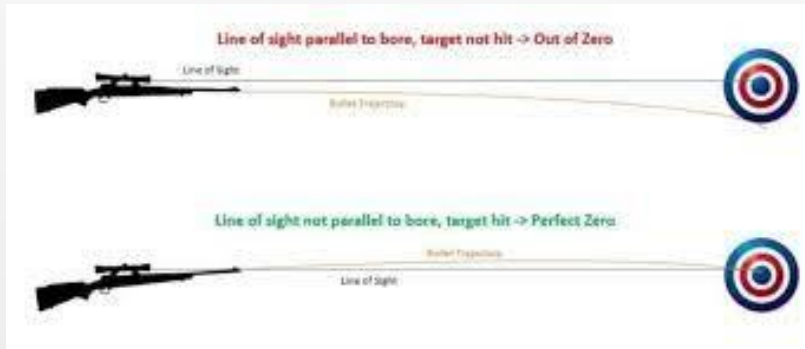 Line of sight parallel to bore, target not hit -> Out of Zero
Line of Sight
Bullet Trajectory
Line of sight not parallel to bore, target hit -> Perfect Zero
Bullet Trajectory
Line of Sight